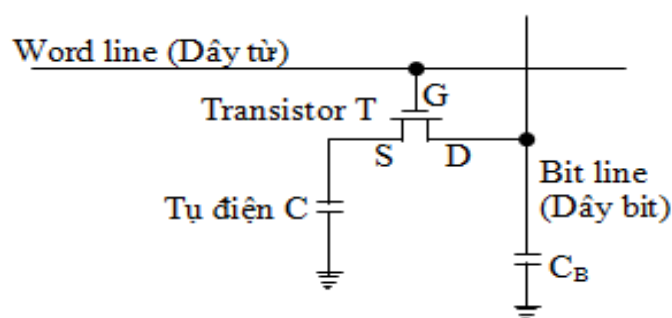 Word line (Dây từ)
G
Transistor T
S
D
Bit line
(Dây bit)
Tụ điện C
C_B